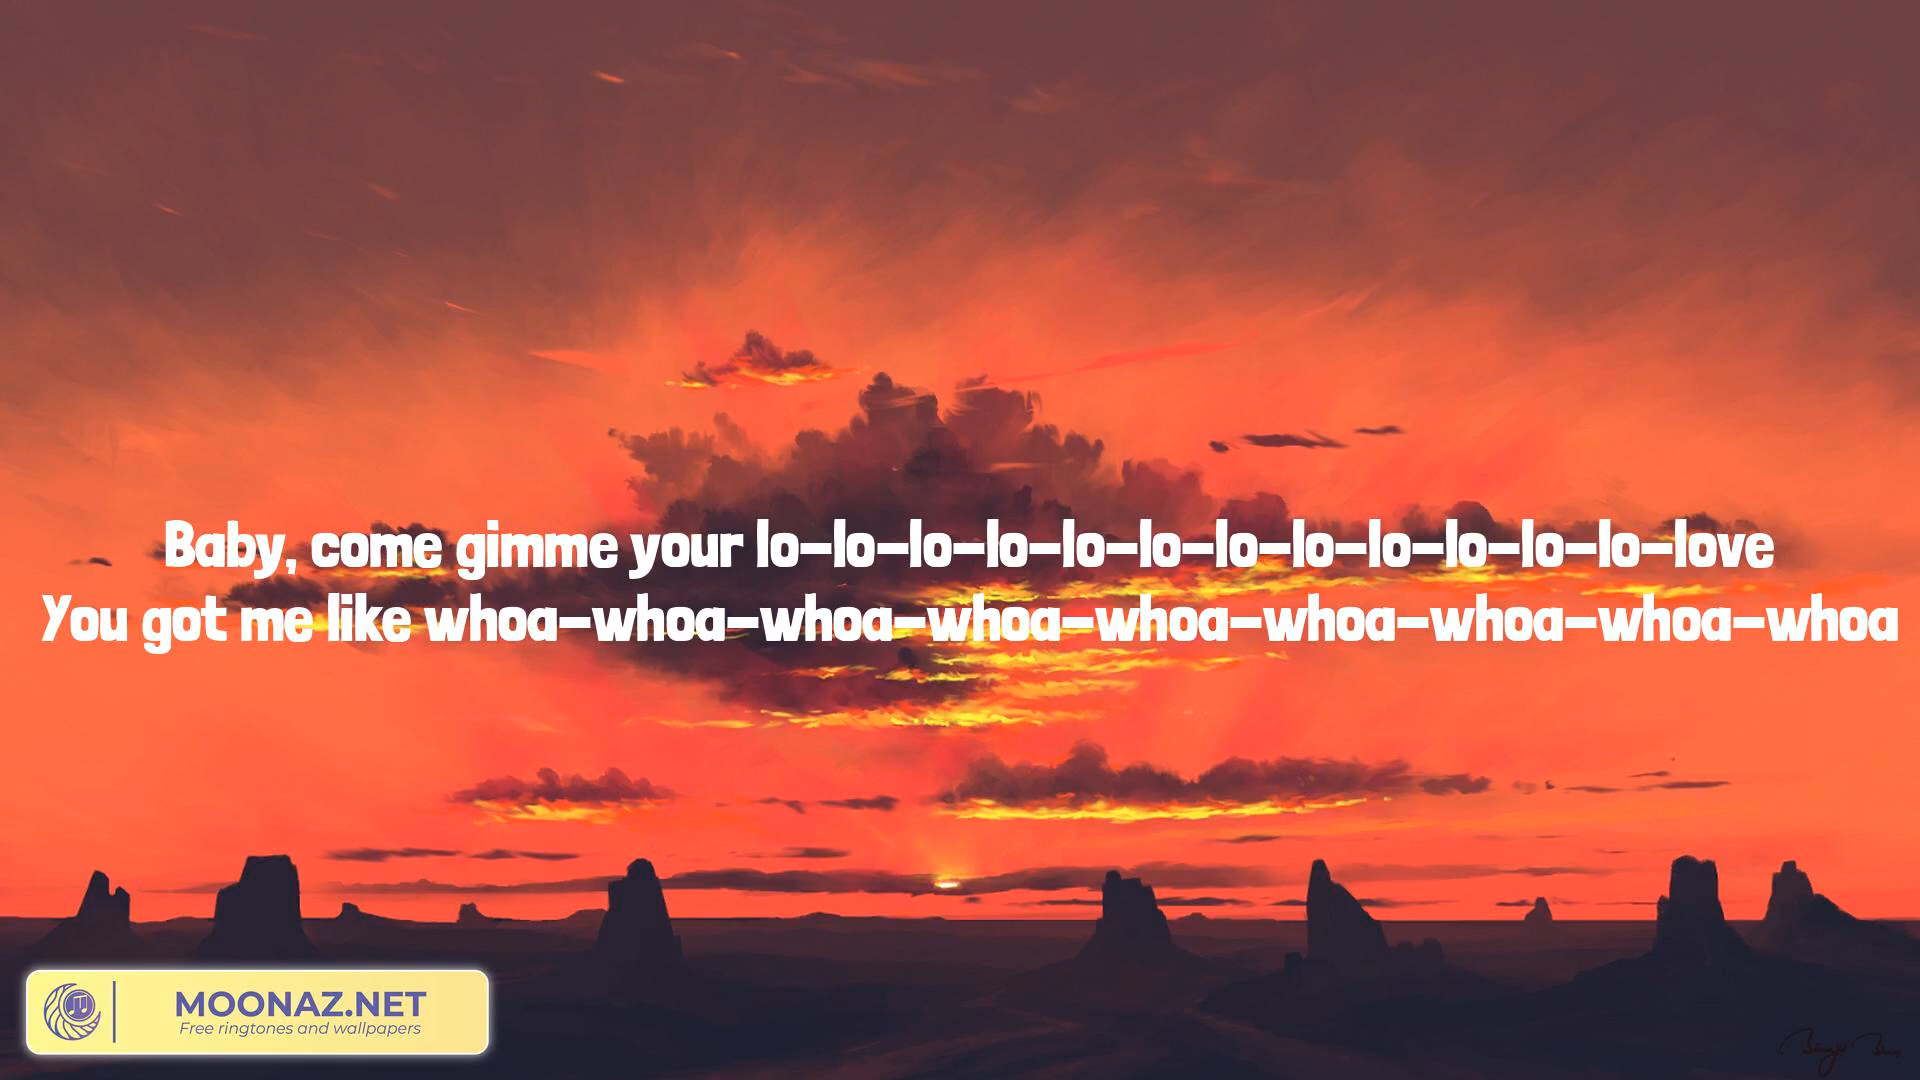 Baby, come gimme your lo-lo-lo-lo-lo-lo-lo-lo-lo-lo-lo-lo-love
You got me like whoa-whoa-whoa-whoa-whoa-whoa-whoa-whoa-whoa
MOONAZ.NET
Free ringtones and wallpapers